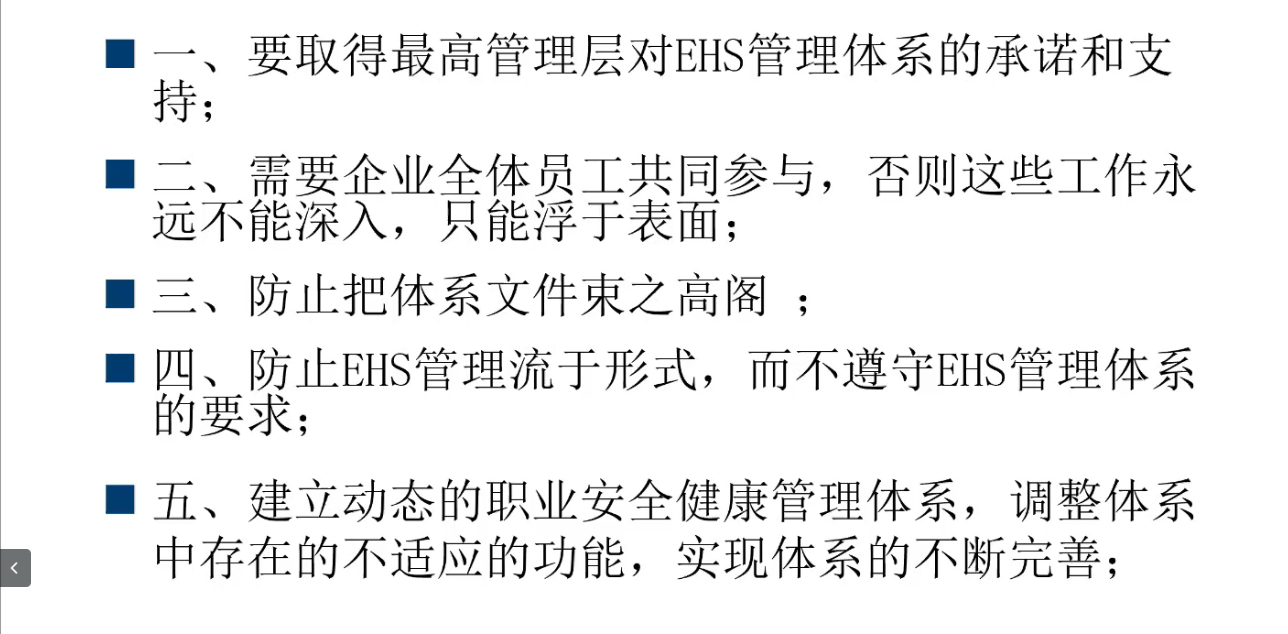 ■ 一、要取得最高管理层对EHS管理体系的承诺和支
持；
■ 二、需要企业全体员工共同参与，否则这些工作永
远不能深入，只能浮于表面；
■ 三、防止把体系文件束之高阁 ；
■ 四、防止EHS管理流于形式，而不遵守EHS管理体系
的要求；
■ 五、建立动态的职业安全健康管理体系，调整体系
中存在的不适应的功能，实现体系的不断完善；